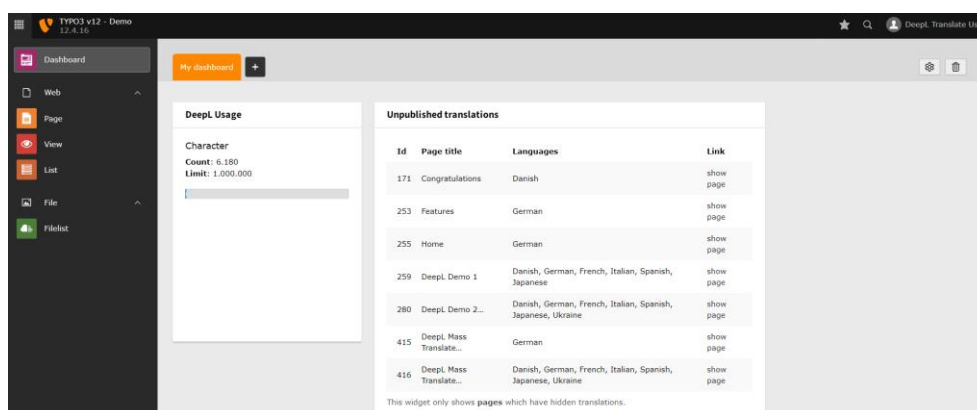 TYPO3 v12 - Demo
12.4.16
DeepL Translate Us
Dashboard
Web
Page
View
List
File
Filelist
My dashboard
+
DeepL Usage
Character
Count: 6.180
Limit: 1.000.000
Unpublished translations
Id Page title Languages Link
171 Congratulations Danish show page
253 Features German show page
255 Home German show page
259 DeepL Demo 1 Danish, German, French, Italian, Spanish, Japanese show page
280 DeepL Demo 2... Danish, German, French, Italian, Spanish, Japanese, Ukraine show page
415 DeepL Mass Translate... German show page
416 DeepL Mass Translate... Danish, German, French, Italian, Spanish, Japanese, Ukraine show page
This widget only shows pages which have hidden translations.